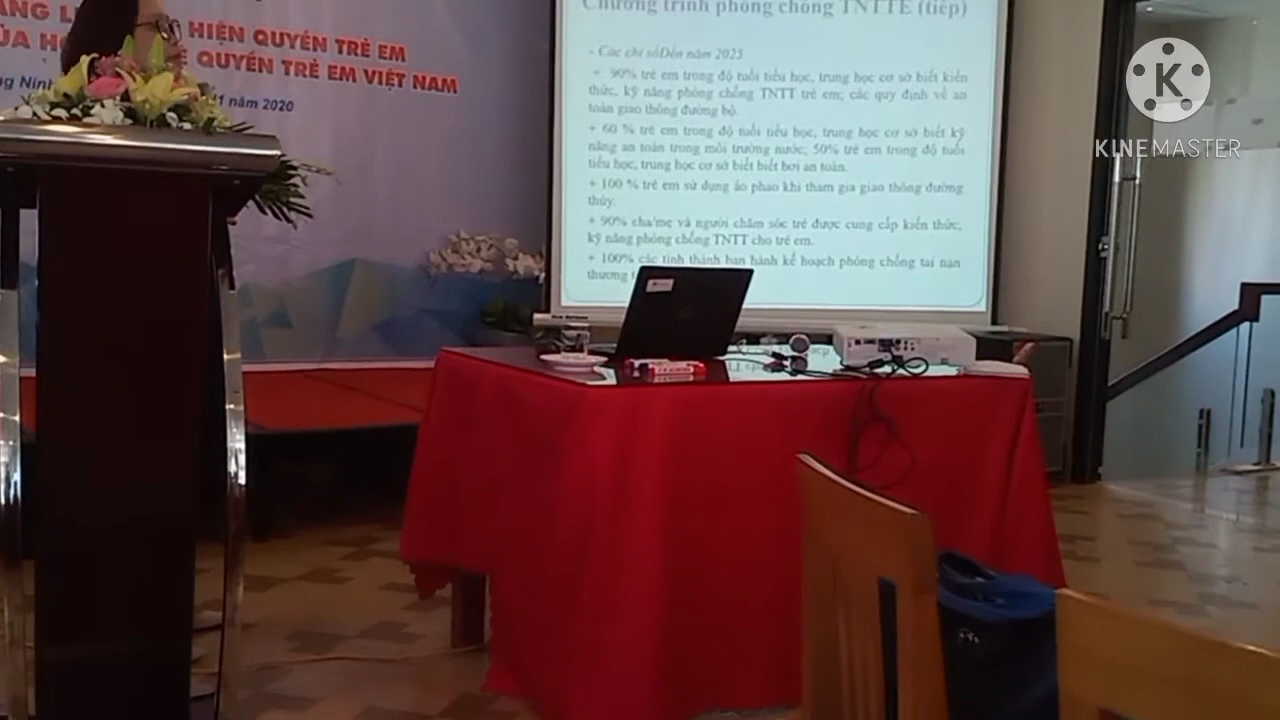 HIỆN QUYỀN TRẺ EM
QUYỀN TRẺ EM VIỆT NAM
năm 2020
Chương trình phòng chống TNTTE (tiếp)
- Các chỉ sốĐến năm 2025:
+ 90% trẻ em trong độ tuổi tiểu học, trung học cơ sở biết kiến
thức, kỹ năng phòng chống TNTT trẻ em; các quy định về an
toàn giao thông đường bộ.
+ 60 % trẻ em trong độ tuổi tiểu học, trung học cơ sở biết kỹ
năng an toàn trong môi trường nước; 50% trẻ em trong độ tuổi
tiểu học, trung học cơ sở biết biết bơi an toàn.
+ 100 % trẻ em sử dụng áo phao khi tham gia giao thông đường
thủy.
+ 90% cha/mẹ và người chăm sóc trẻ được cung cấp kiến thức,
kỹ năng phòng chống TNTT cho trẻ em.
+ 100% các tỉnh thành ban hành kế hoạch phòng chống tai nạn
thương
K
KINEMASTER